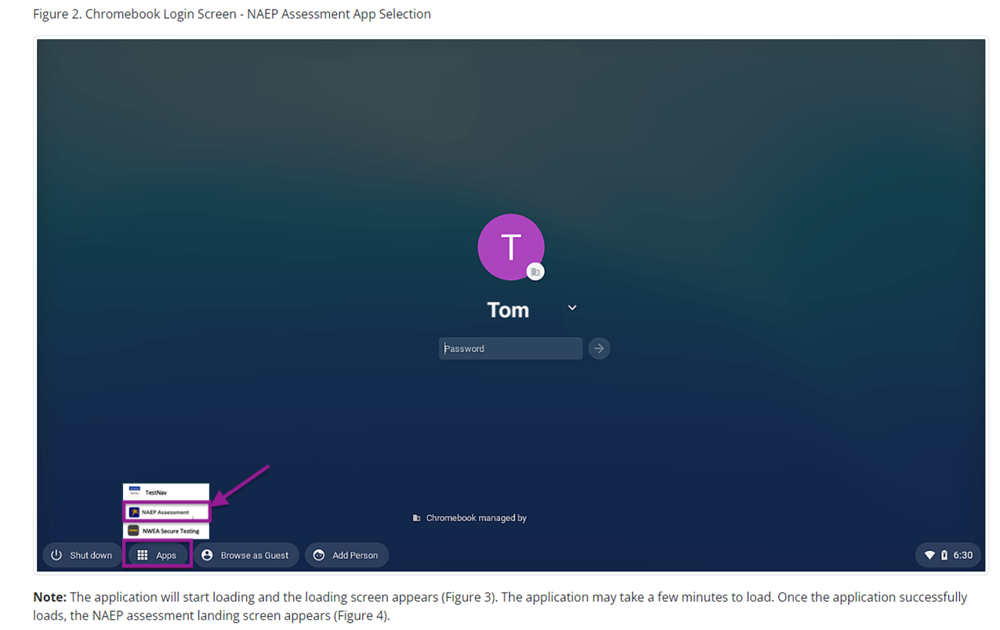 Figure 2. Chromebook Login Screen - NAEP Assessment App Selection
T
Tom
Password
TestNav
NAEP Assessment
NWEA Secure Testing
Chromebook managed by
Shut down
Apps
Browse as Guest
Add Person
6:30
Note: The application will start loading and the loading screen appears (Figure 3). The application may take a few minutes to load. Once the application successfully
loads, the NAEP assessment landing screen appears (Figure 4).